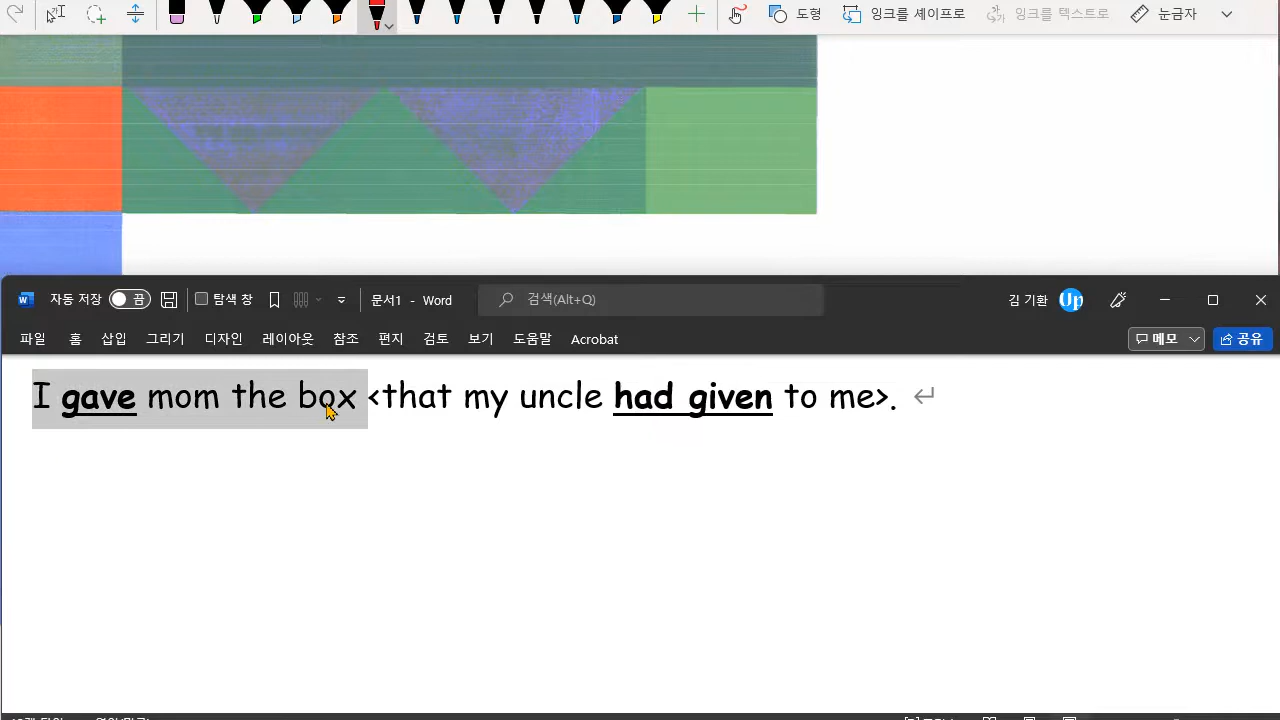 도형 잉크를 셰이프로 잉크를 텍스트로 눈금자
자동 저장 끔 탐색 창 문서1 - Word 검색(Alt+Q) 김 기환 Up
파일 홈 삽입 그리기 디자인 레이아웃 참조 편지 검토 보기 도움말 Acrobat 메모 공유
I gave mom the box <that my uncle had given to me>.